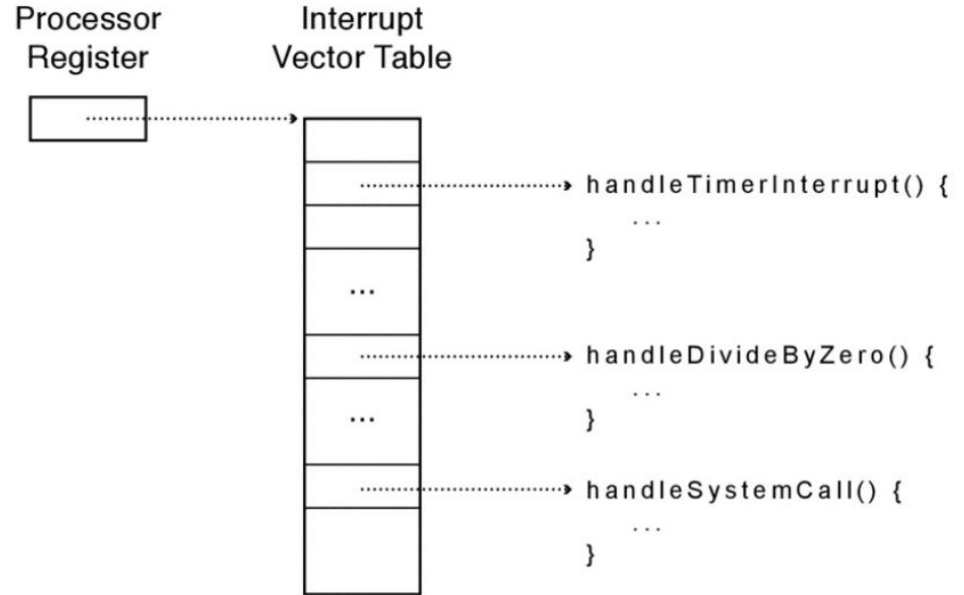 Processor
Register
Interrupt
Vector Table
handleTimerInterrupt() {
...
}
...
handleDivideByZero() {
...
}
...
handleSystemCall() {
...
}